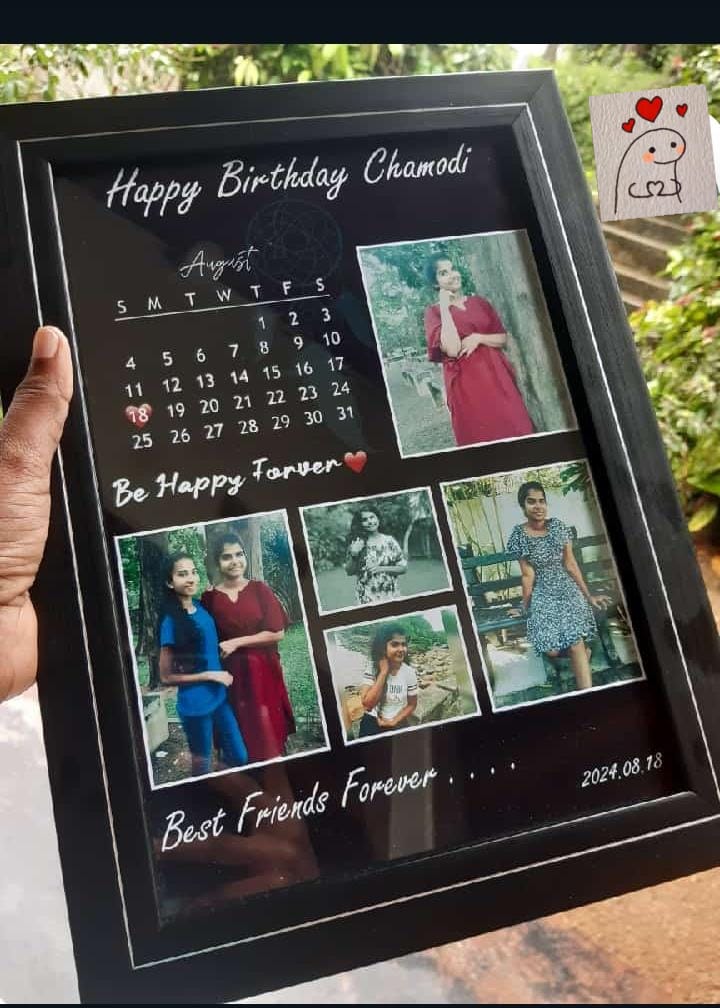 Happy Birthday Chamodi
August
S M T W T F S
1 2 3
4 5 6 7 8 9 10
11 12 13 14 15 16 17
18 19 20 21 22 23 24
25 26 27 28 29 30 31
Be Happy Forver❤️
Best Friends Forever . . . .
2024.08.18